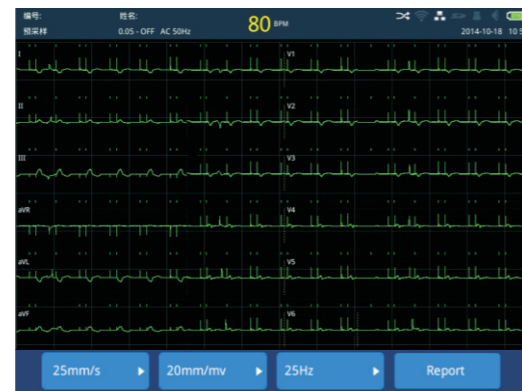 编号: 姓名: 80 BPM
预采样 0.05 - OFF AC 50Hz 2014-10-18
I V1
II V2
III V3
aVR V4
aVL V5
aVF V6
25mm/s 20mm/mv 25Hz Report